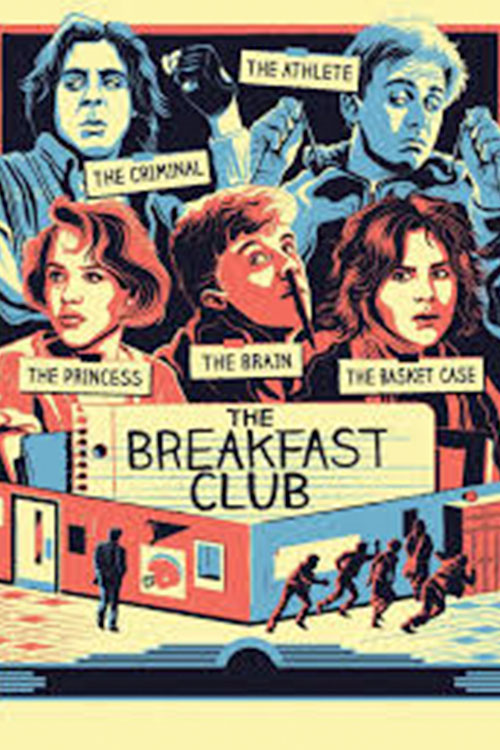 THE ATHLETE
THE CRIMINAL
THE PRINCESS
THE BRAIN
THE BASKET CASE
THE
BREAKFAST
CLUB